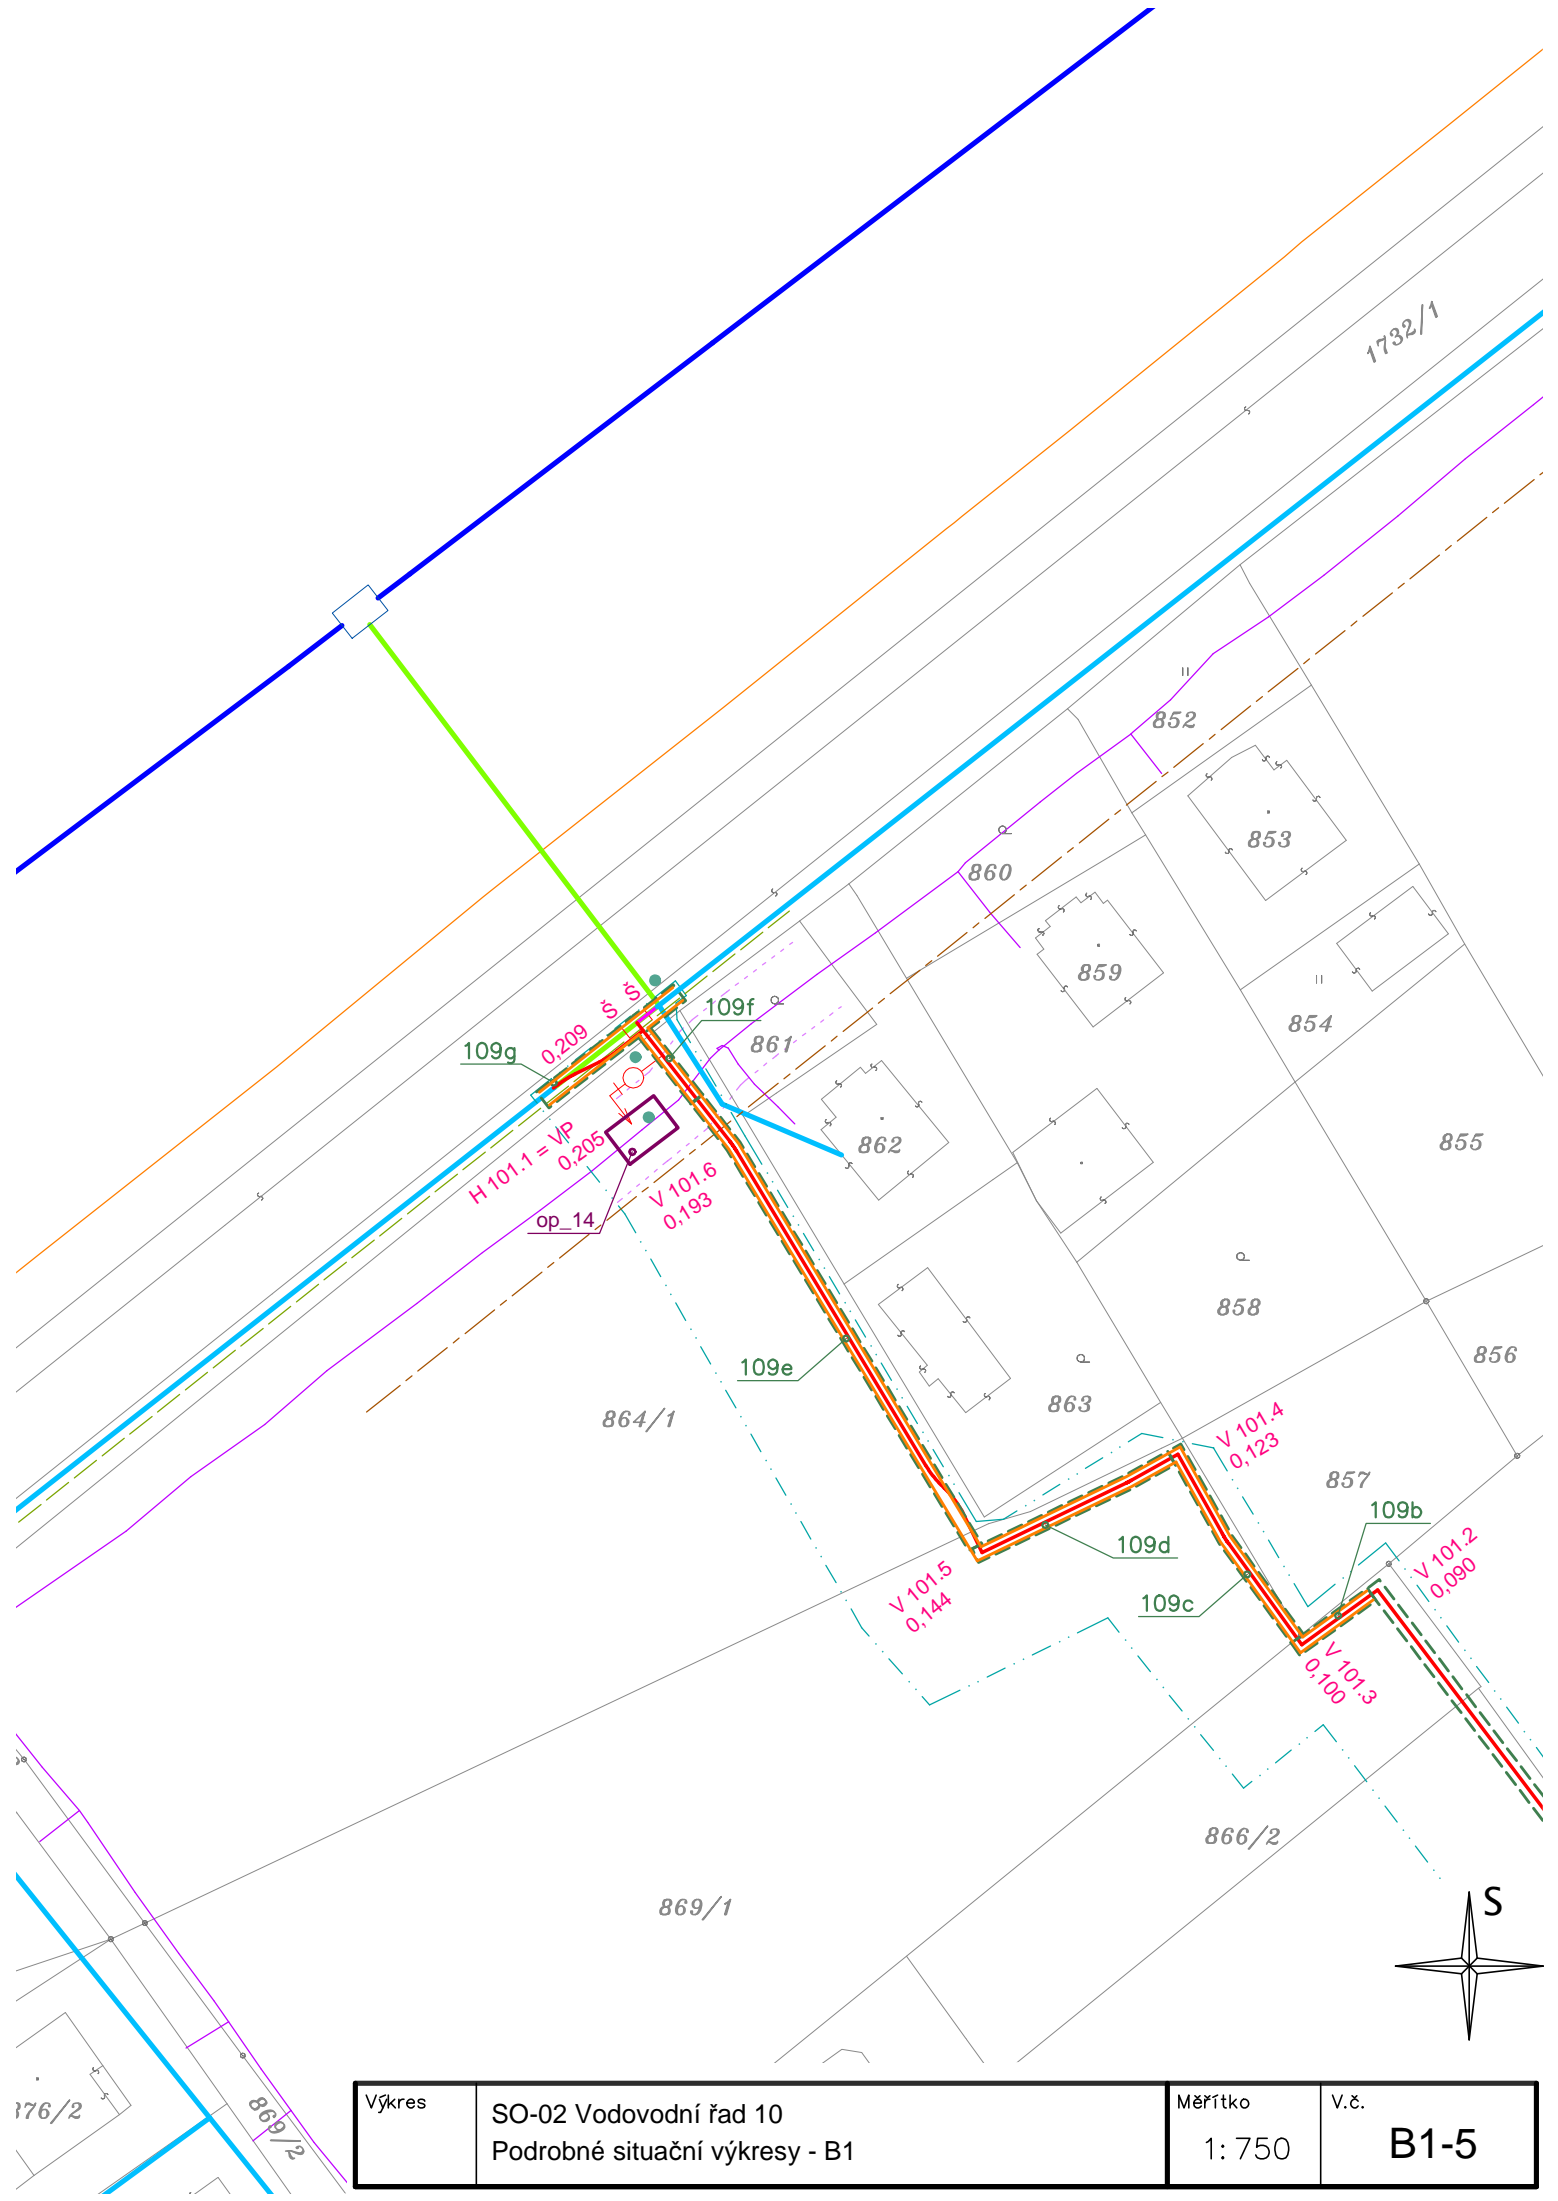 1732/1
852
853
860
859
854
861
109f
Š Š
0,209
109g
862
855
H 101.1 = VP
0,205
V 101.6
0,193
op_14
858
109e
856
864/1
863
V 101.4
0,123
857
109b
V 101.2
0,090
109d
V 101.5
0,144
109c
V 101.3
0,100
866/2
869/1
S
76/2
869/2
Výkres
SO-02 Vodovodní řad 10
Podrobné situační výkresy - B1
Měřítko
1: 750
V.č.
B1-5